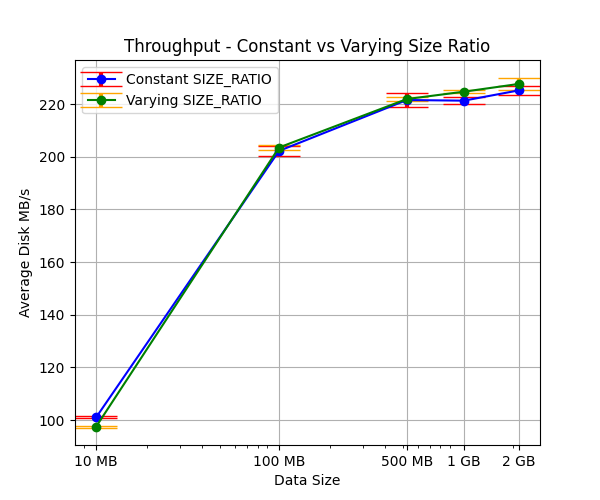 Throughput - Constant vs Varying Size Ratio
Constant SIZE_RATIO
Varying SIZE_RATIO
Average Disk MB/s
220
200
180
160
140
120
100
10 MB
100 MB
500 MB
1 GB
2 GB
Data Size